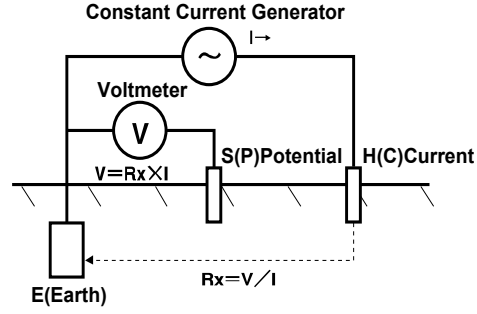 Constant Current Generator
I→
~
Voltmeter
V
V=Rx×I
S(P)Potential
H(C)Current
Rx=V/I
E(Earth)